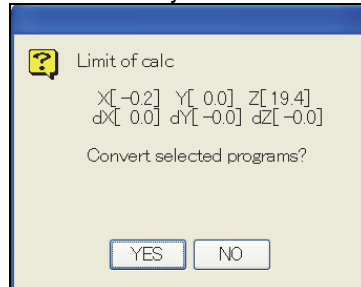 Limit of calc
X[ -0.2]  Y[ 0.0]  Z[ 19.4]
dX[ 0.0]  dY[ -0.0]  dZ[ -0.0]
Convert selected programs?
YES NO